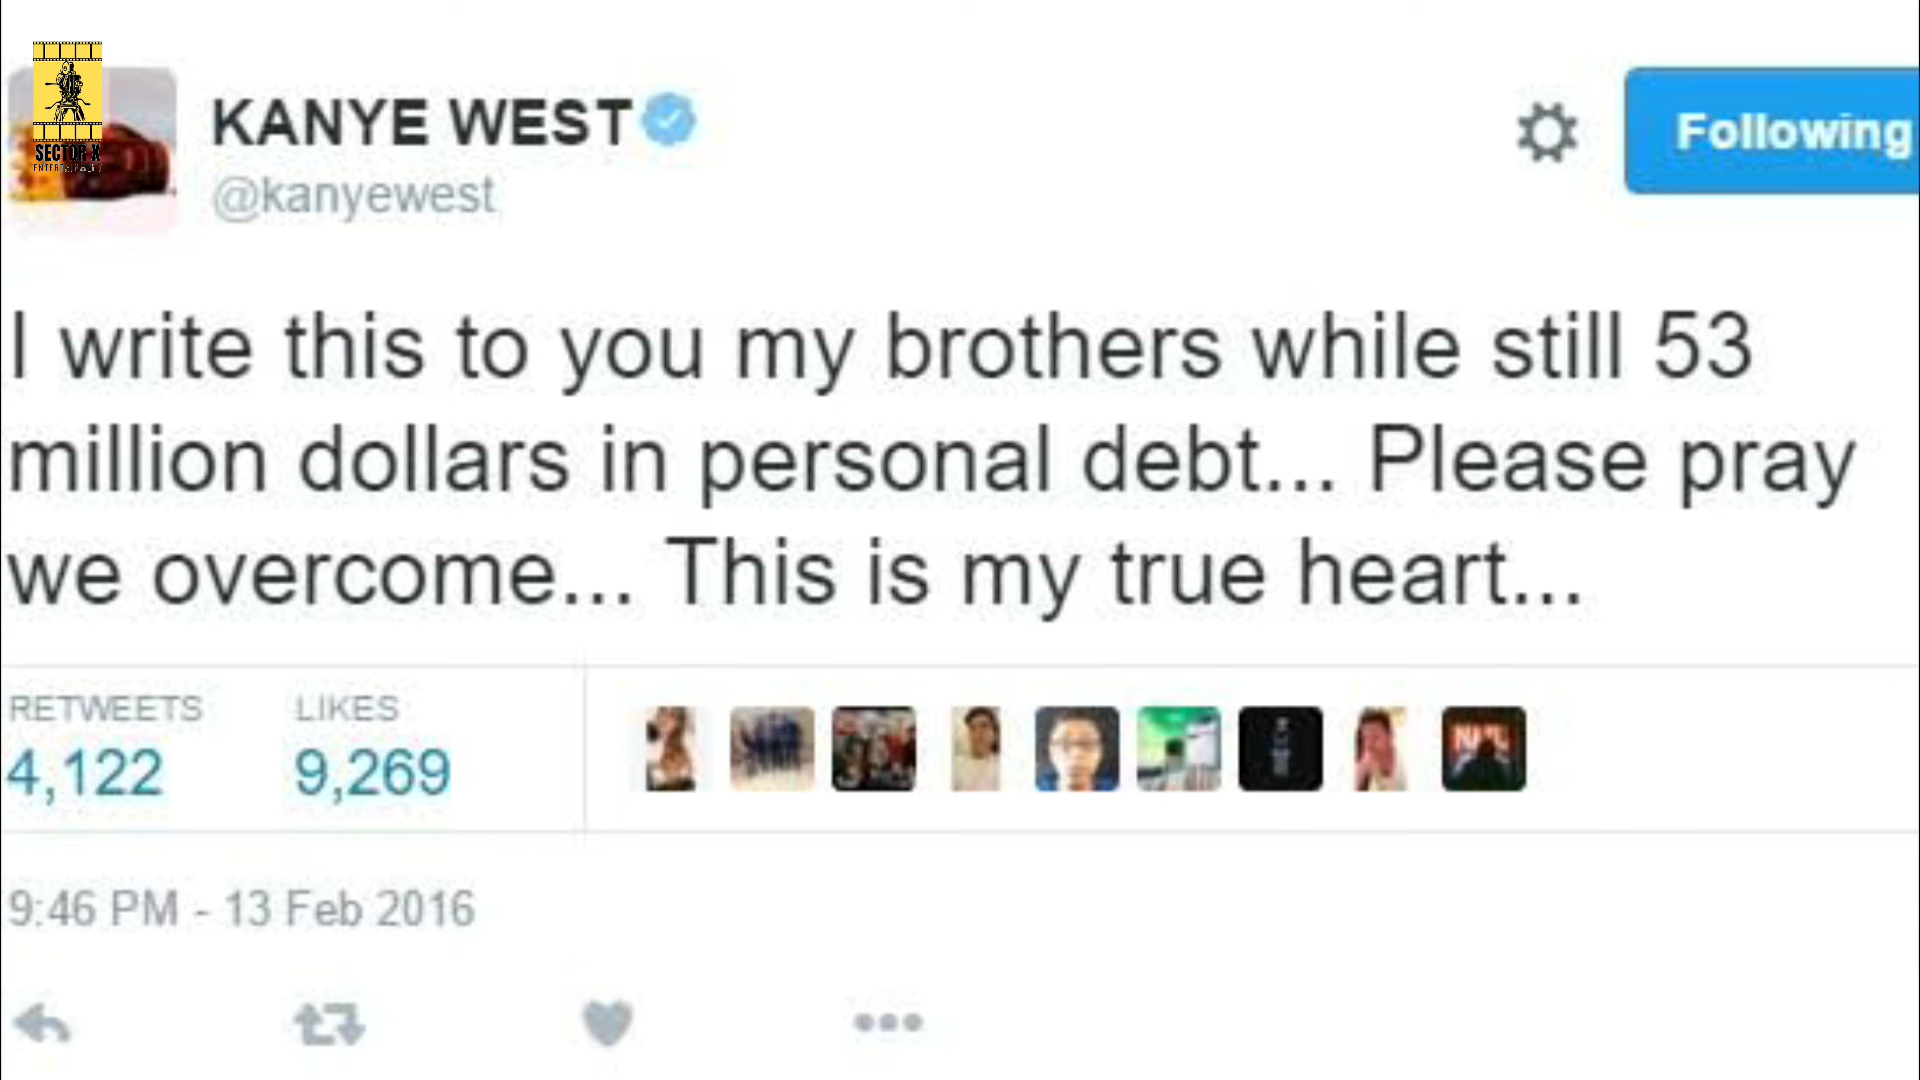 SECTOR X
ENTERTAINMENT
KANYE WEST
@kanyewest
Following
I write this to you my brothers while still 53
million dollars in personal debt... Please pray
we overcome... This is my true heart...
RETWEETS LIKES
4,122 9,269
9:46 PM - 13 Feb 2016